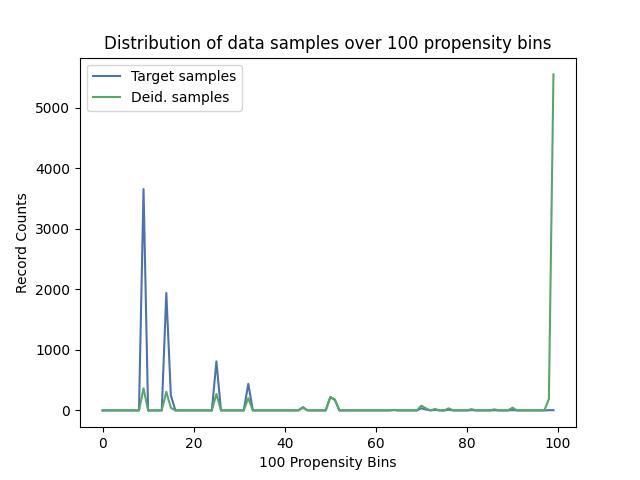 Distribution of data samples over 100 propensity bins
Target samples
Deid. samples
5000
4000
3000
2000
1000
0
Record Counts
0 20 40 60 80 100
100 Propensity Bins